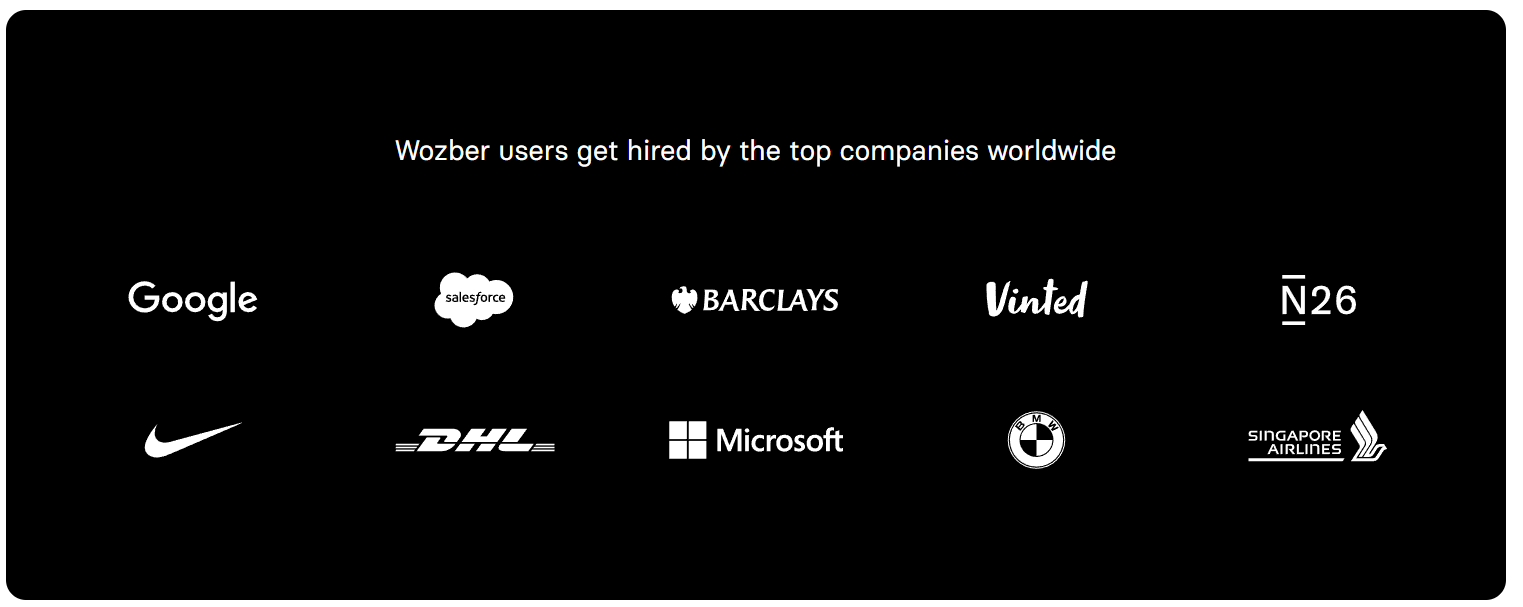 Wozber users get hired by the top companies worldwide
Google
salesforce
BARCLAYS
Vinted
N26
DHL
Microsoft
BMW
SINGAPORE
AIRLINES